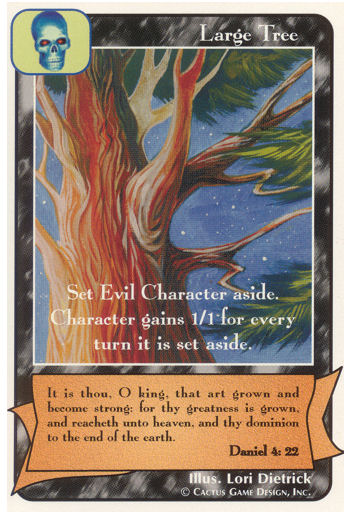 Large Tree
Set Evil Character aside.
Character gains 1/1 for every
turn it is set aside.
It is thou, O king, that art grown and
become strong: for thy greatness is grown,
and reacheth unto heaven, and thy dominion
to the end of the earth.
Daniel 4: 22
Illus. Lori Dietrick
© Cactus Game Design, Inc.